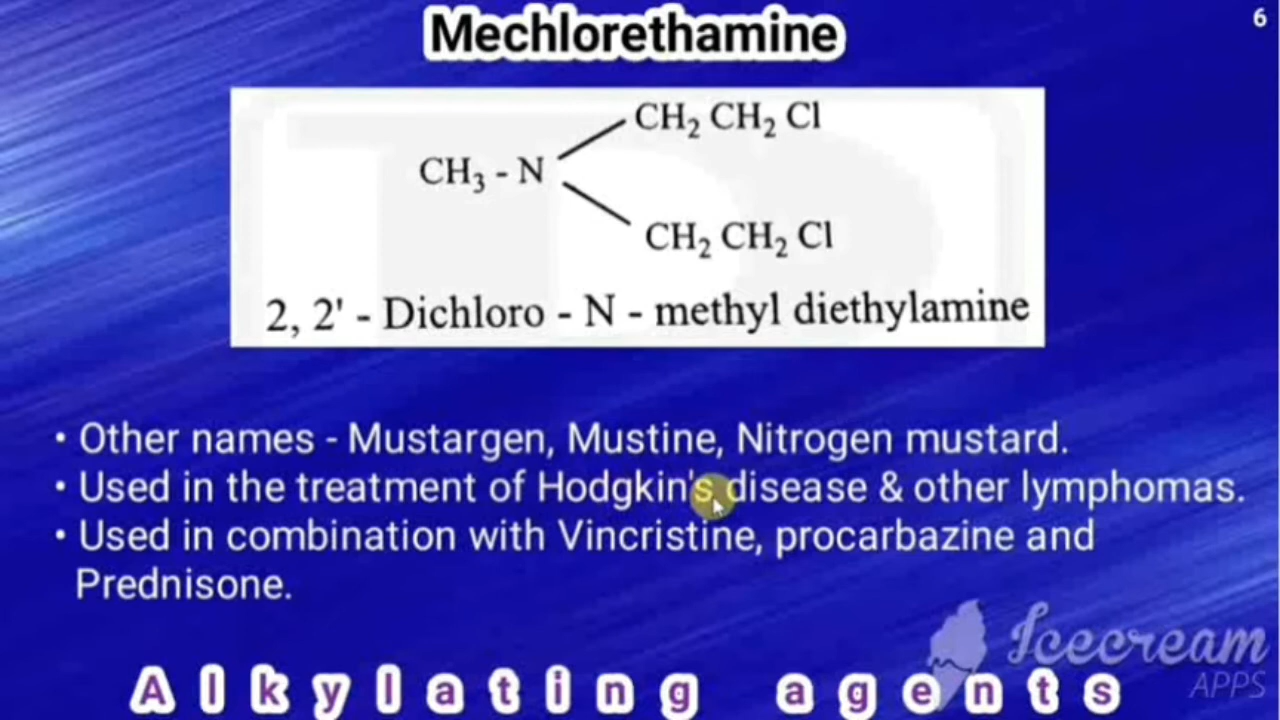 Mechlorethamine
6
CH₂ CH₂ Cl
CH₃ - N
CH₂ CH₂ Cl
2, 2' - Dichloro - N - methyl diethylamine
• Other names - Mustargen, Mustine, Nitrogen mustard.
• Used in the treatment of Hodgkin's disease & other lymphomas.
• Used in combination with Vincristine, procarbazine and
Prednisone.
Icecream
APPS
Alkylating agents